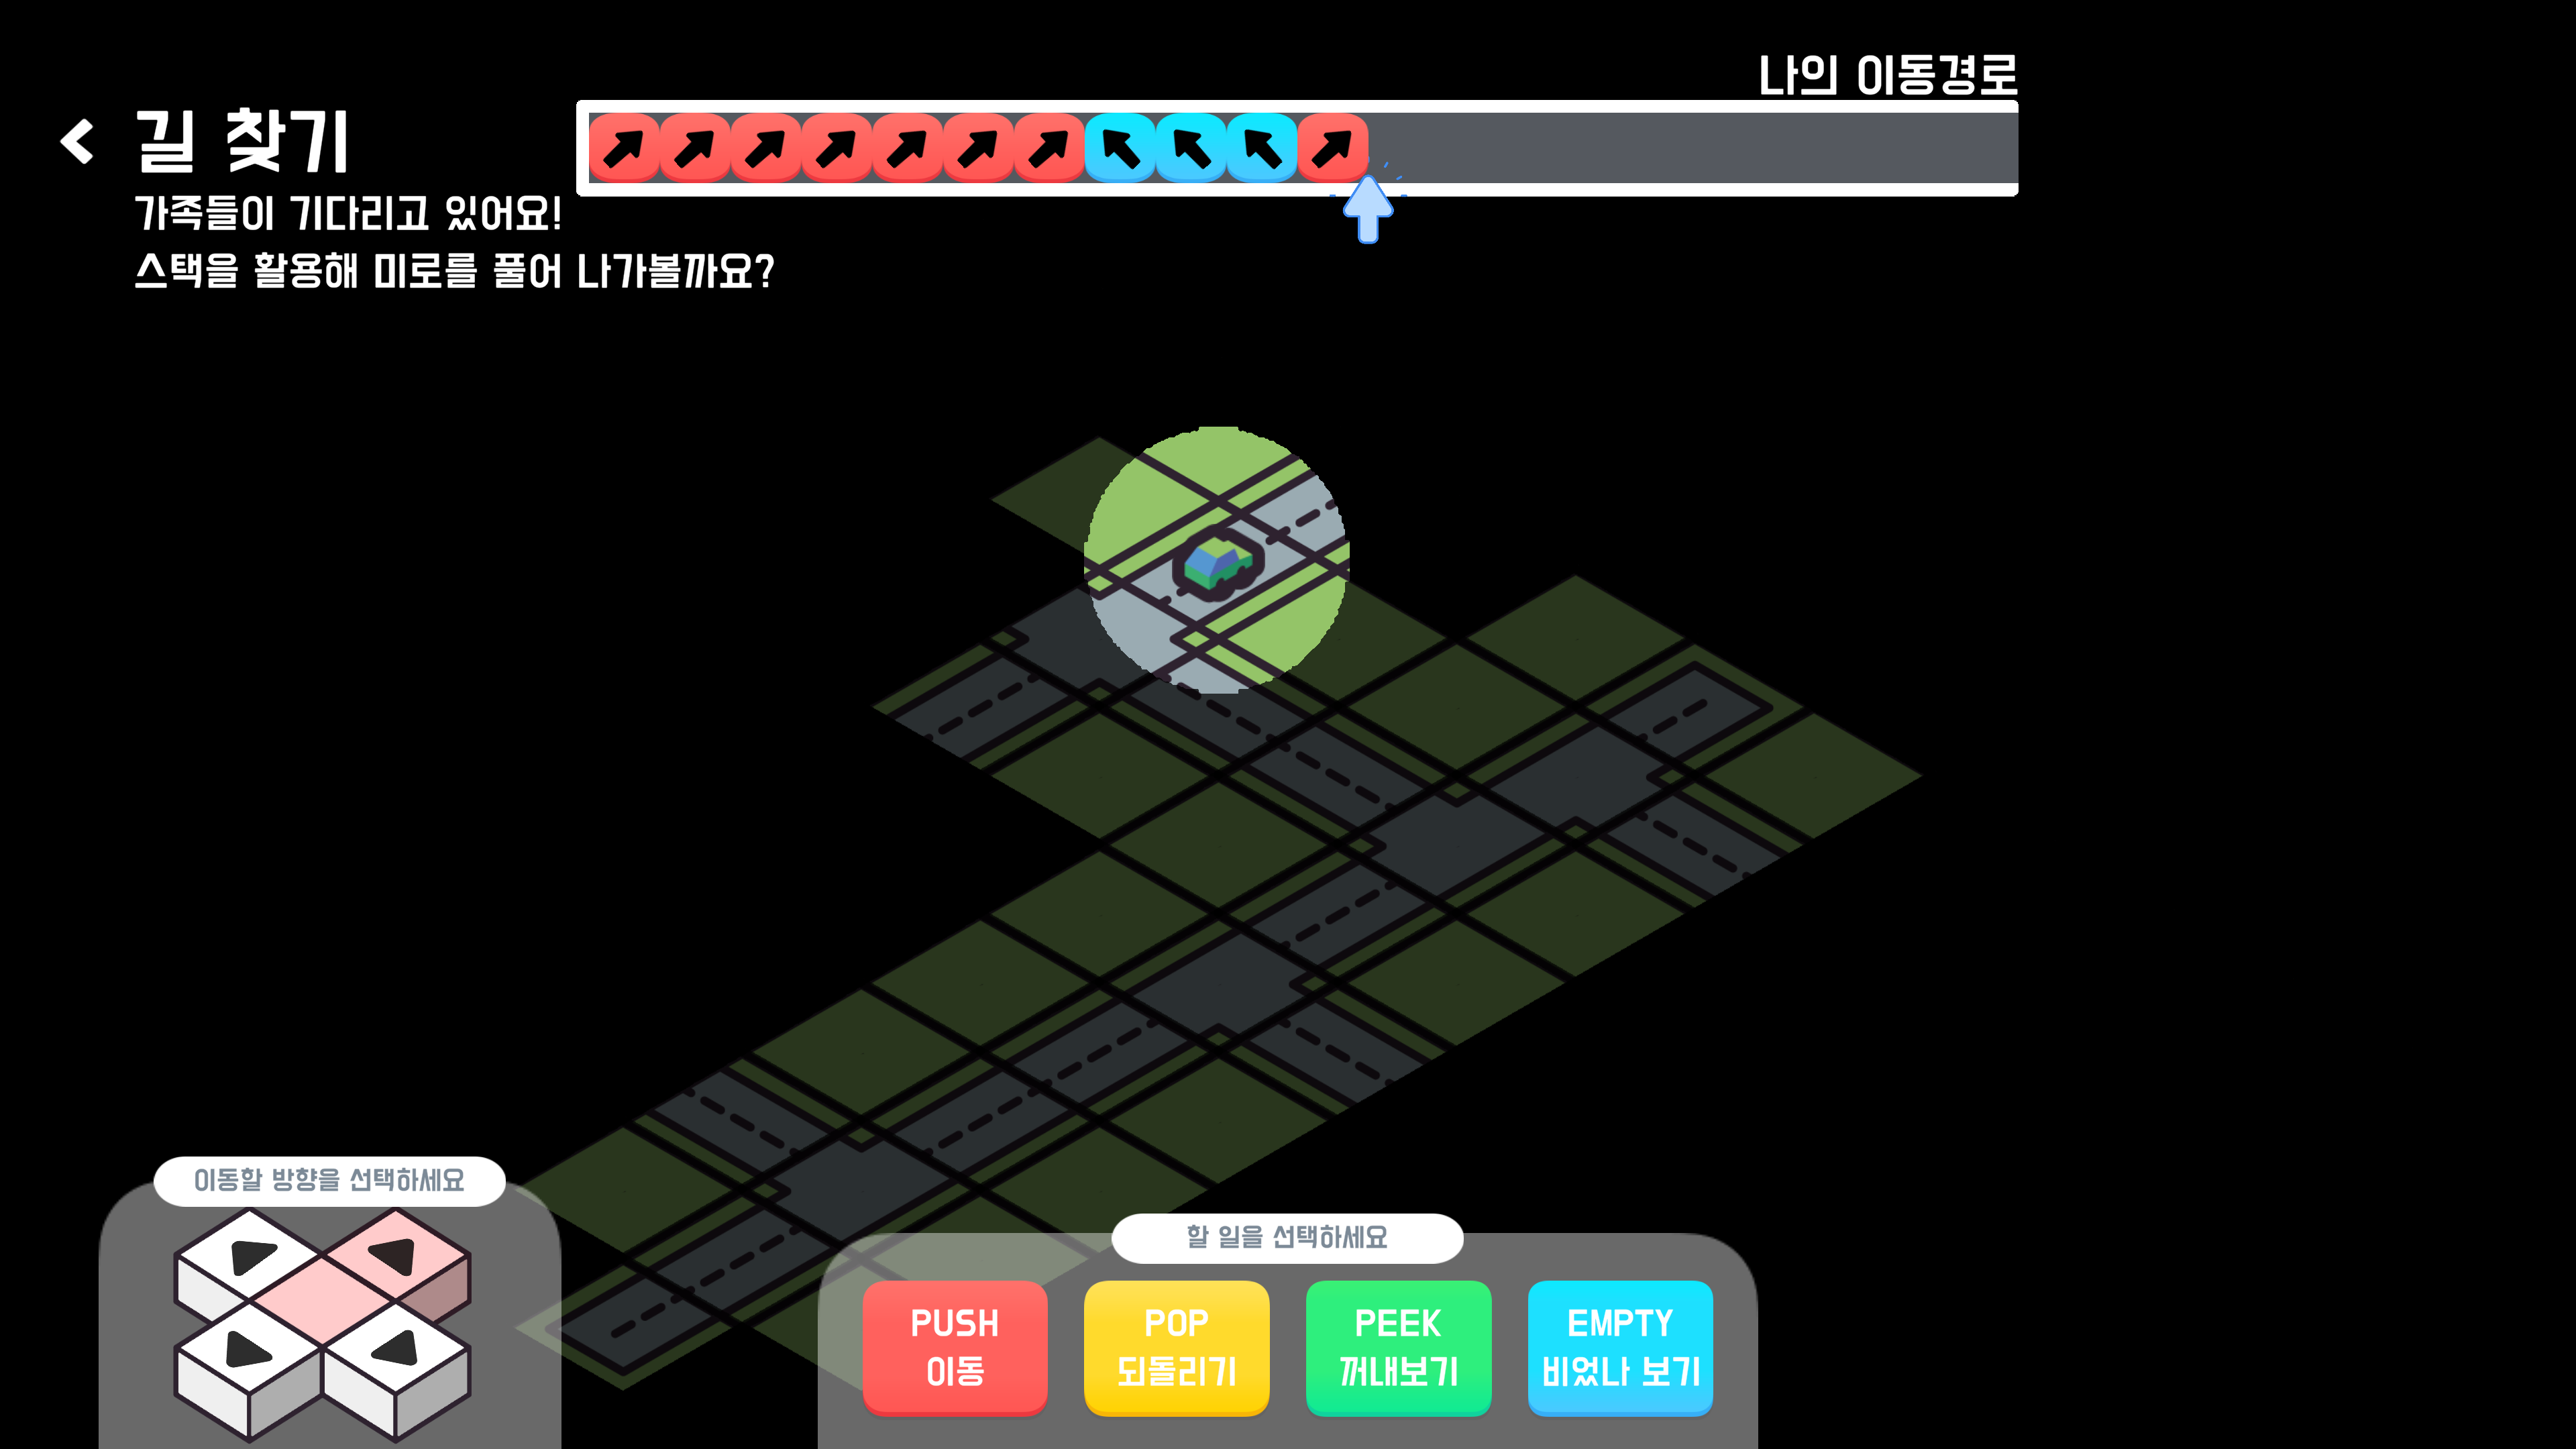 나의 이동경로
길 찾기
가족들이 기다리고 있어요!
스택을 활용해 미로를 풀어 나가볼까요?
이동할 방향을 선택하세요
할 일을 선택하세요
PUSH
이동
POP
되돌리기
PEEK
꺼내보기
EMPTY
비었나 보기